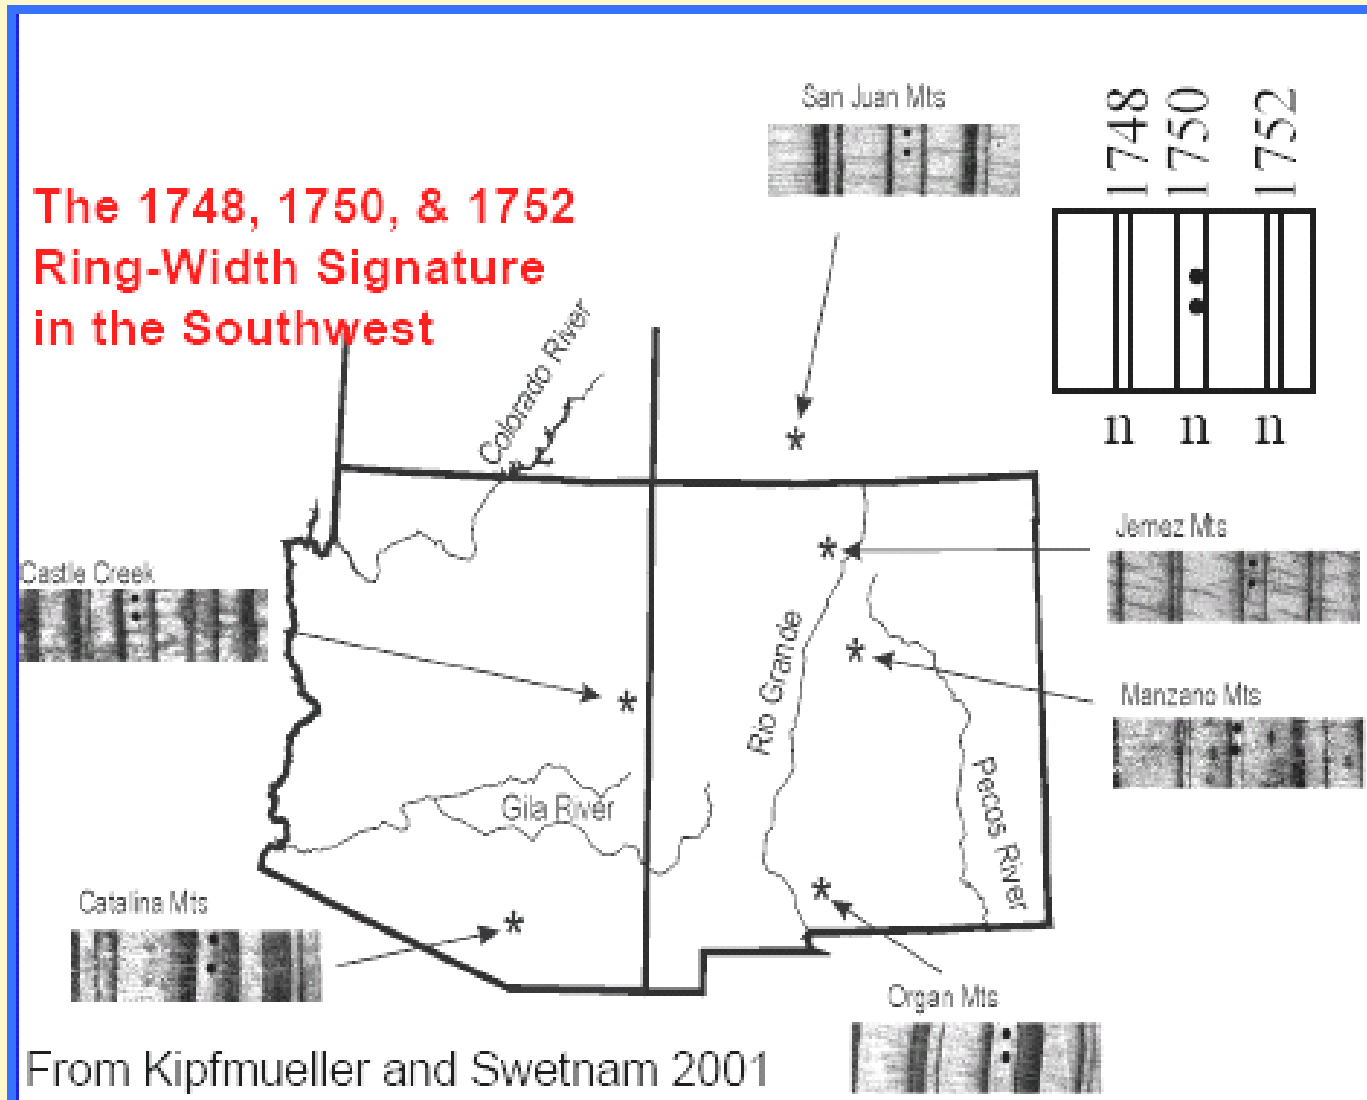 The 1748, 1750, & 1752
Ring-Width Signature
in the Southwest
San Juan Mts
1748
1750
1752
n n n
Colorado River
Jemez Mts
Castle Creek
Rio Grande
Manzano Mts
Gila River
Pecos River
Catalina Mts
Organ Mts
From Kipfmueller and Swetnam 2001